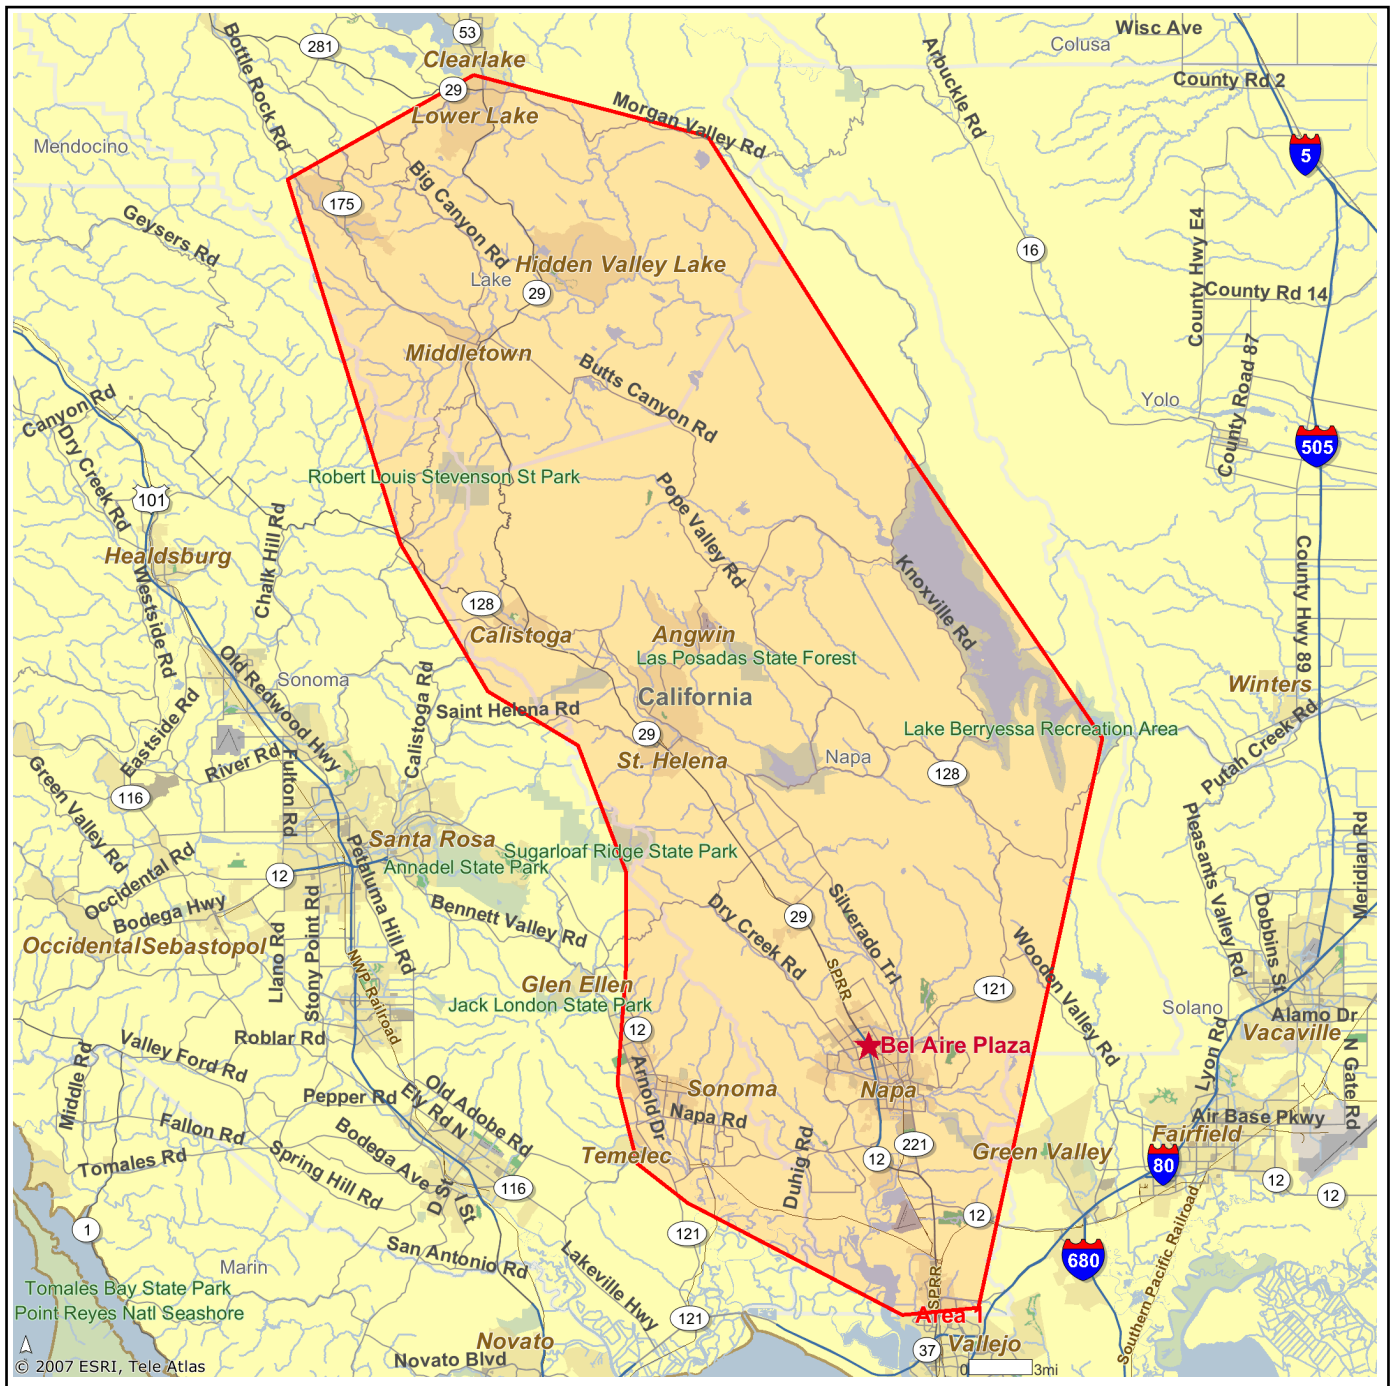 Wisc Ave
Colusa
53
281
Clearlake
Bottle Rock Rd
Arbuckle Rd
County Rd 2
29
Lower Lake
Morgan Valley Rd
5
Mendocino
Big Canyon Rd
175
Geysers Rd
County Hwy E4
16
Hidden Valley Lake
Lake
29
County Rd 14
Middletown
Butts Canyon Rd
County Road 87
Yolo
Canyon Rd
Dry Creek Rd
505
Robert Louis Stevenson St Park
101
Pope Valley Rd
Chalk Hill Rd
Healdsburg
Westside Rd
Knoxville Rd
County Hwy 89
128
Calistoga
Angwin
Las Posadas State Forest
Old Redwood Hwy
Sonoma
Calistoga Rd
California
Winters
Saint Helena Rd
Eastside Rd
29
Lake Berryessa Recreation Area
Putah Creek Rd
River Rd
St. Helena
Napa
128
Green Valley Rd
116
Fulton Rd
Pleasants Valley Rd
Meridian Rd
Santa Rosa
Petaluma Hill Rd
Sugarloaf Ridge State Park
Annadel State Park
Occidental Rd
12
Bodega Hwy
Stony Point Rd
Bennett Valley Rd
Dry Creek Rd
29
Silverado Trl
Dobbins St
Occidental
Sebastopol
Llano Rd
NWP Railroad
SPRR
Wooden Valley Rd
Glen Ellen
Jack London State Park
121
Solano
Alamo Dr
Vacaville
12
Roblar Rd
Valley Ford Rd
Middle Rd
Bel Aire Plaza
Lyon Rd
N Gate Rd
Arnold Dr
Sonoma
Napa
Old Adobe Rd
Ely Rd N
Pepper Rd
Napa Rd
Air Base Pkwy
Fairfield
Fallon Rd
Bodega Ave
221
Green Valley
Temelec
Tomales Rd
Spring Hill Rd
D St
I St
12
80
12
12
116
Duhig Rd
1
121
12
Southern Pacific Railroad
San Antonio Rd
Lakeville Hwy
680
Marin
Tomales Bay State Park
Point Reyes Natl Seashore
SPRR
121
Area 1
Novato
Vallejo
37
Novato Blvd
© 2007 ESRI, Tele Atlas
0
3mi